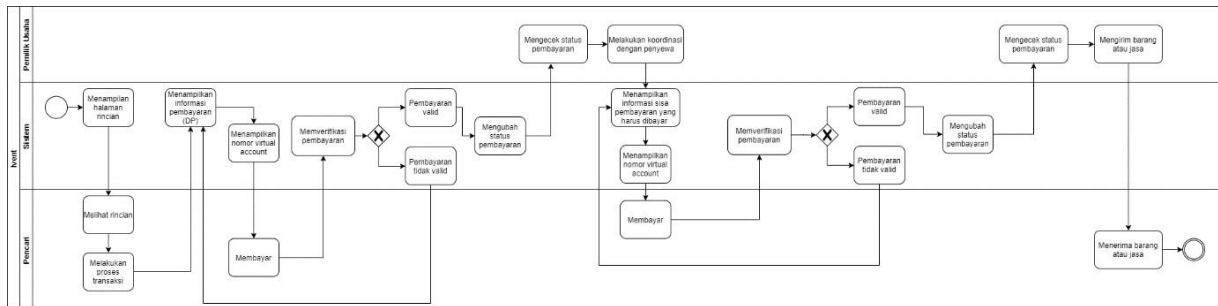 Ivent
Pemilik Usaha
Mengecek status
pembayaran
Melakukan koordinasi
dengan penyewa
Mengecek status
pembayaran
Mengirim barang
atau jasa
Sistem
Menampilan
halaman
rincian
Menampilkan
informasi
pembayaran
(DP)
Menampilkan
nomor virtual
account
Memverifikasi
pembayaran
Pembayaran
valid
Pembayaran
tidak valid
Mengubah
status
pembayaran
Menampilkan
informasi sisa
pembayaran yang
harus dibayar
Menampilkan
nomor virtual
account
Memverifikasi
pembayaran
Pembayaran
valid
Pembayaran
tidak valid
Mengubah
status
pembayaran
Pencari
Melihat rincian
Melakukan
proses
transaksi
Membayar
Membayar
Menerima barang
atau jasa